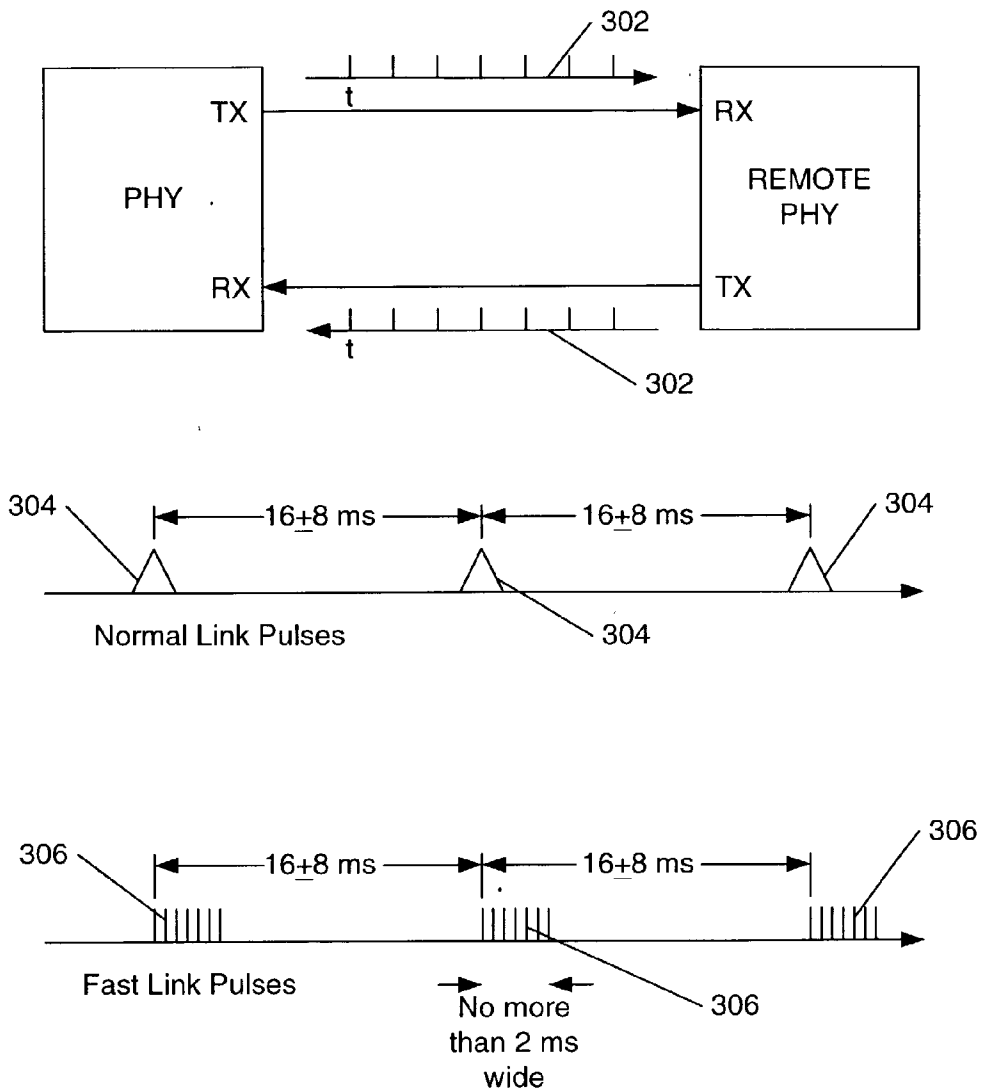 302
t
TX
RX
PHY
REMOTE
PHY
RX
TX
t
302
304
16±8 ms
16±8 ms
304
304
Normal Link Pulses
306
16±8 ms
16±8 ms
306
306
Fast Link Pulses
No more
than 2 ms
wide